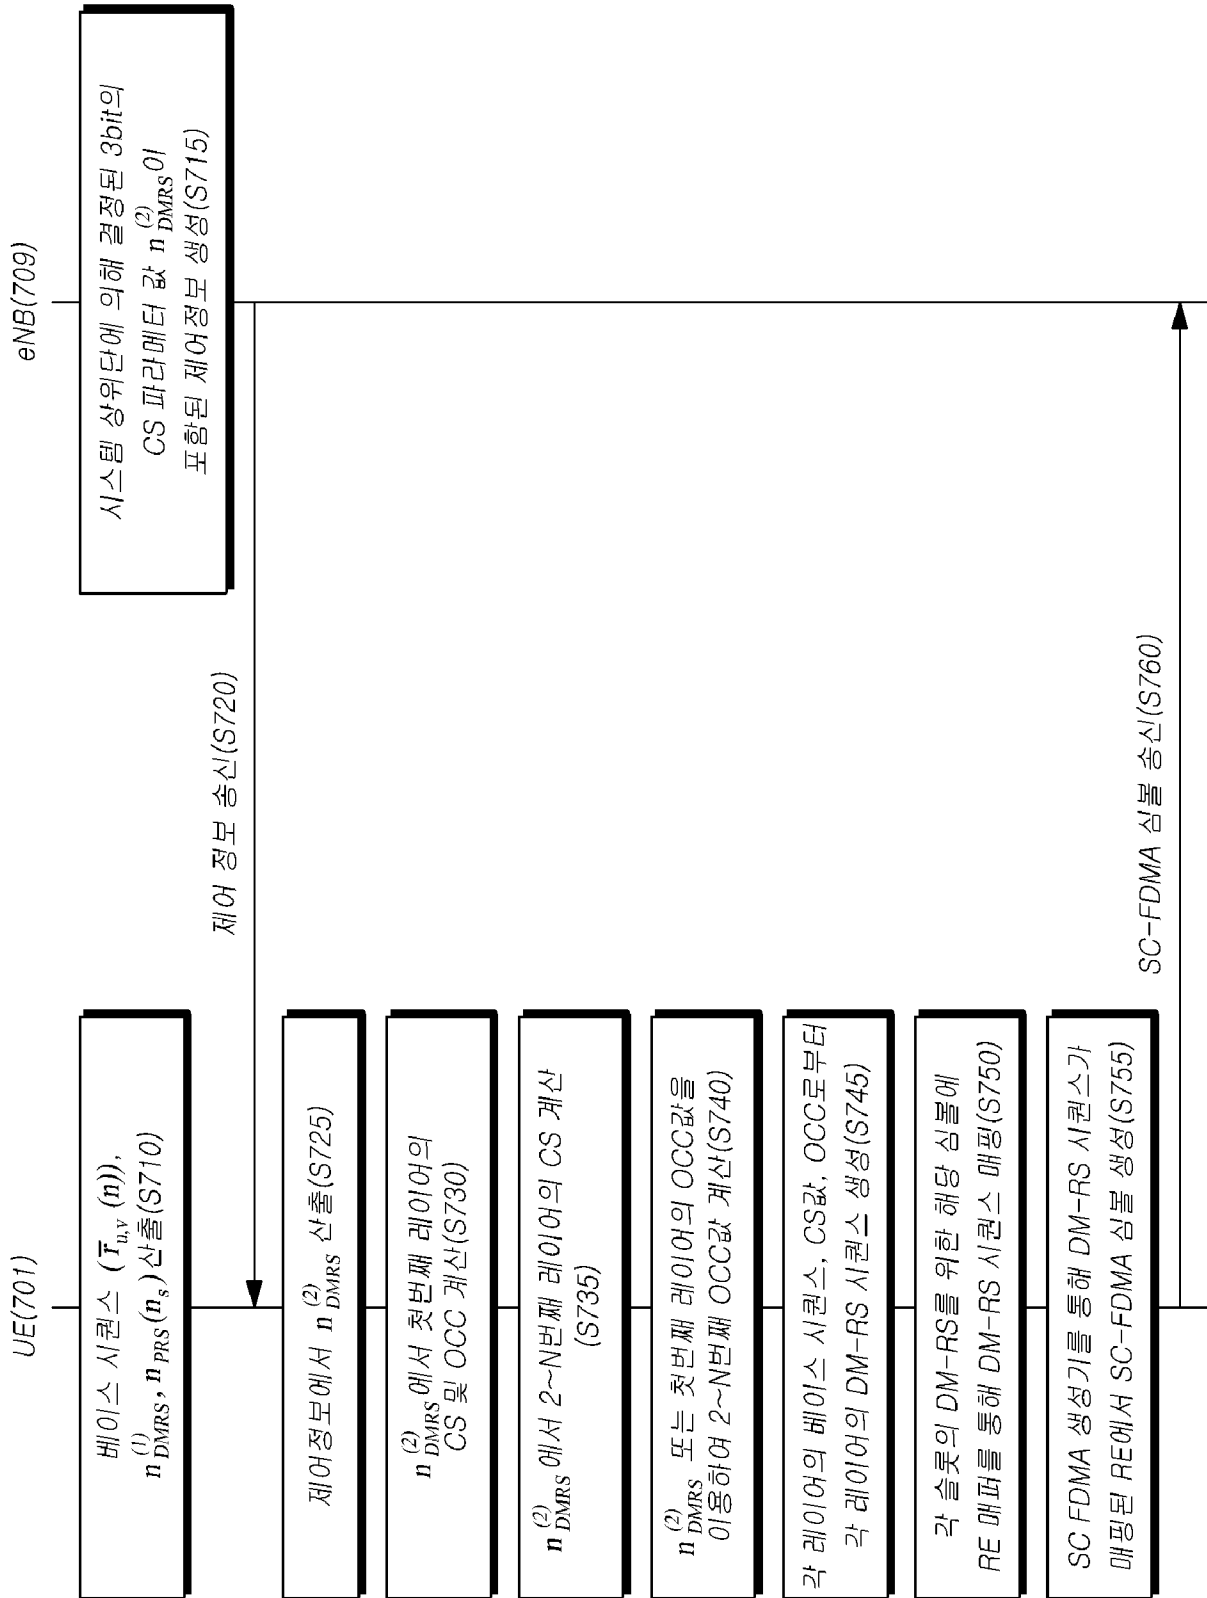 UE(701)
eNB(709)
베이스 시퀀스 (r̄u,v (n)),
n(1)DMRS, nPRS(ns) 산출(S710)
시스템 상위단에 의해 결정된 3bit의
CS 파라메터 값 n(2)DMRS이
포함된 제어정보 생성(S715)
제어 정보 송신(S720)
제어정보에서 n(2)DMRS 산출(S725)
n(2)DMRS에서 첫번째 레이어의
CS 및 OCC 계산(S730)
n(2)DMRS에서 2~N번째 레이어의 CS 계산
(S735)
n(2)DMRS 또는 첫번째 레이어의 OCC값을
이용하여 2~N번째 OCC값 계산(S740)
각 레이어의 베이스 시퀀스, CS값, OCC로부터
각 레이어의 DM-RS 시퀀스 생성(S745)
각 슬롯의 DM-RS를 위한 해당 심볼에
RE 매퍼를 통해 DM-RS 시퀀스 매핑(S750)
SC FDMA 생성기를 통해 DM-RS 시퀀스가
매핑된 RE에서 SC-FDMA 심볼 생성(S755)
SC-FDMA 심볼 송신(S760)